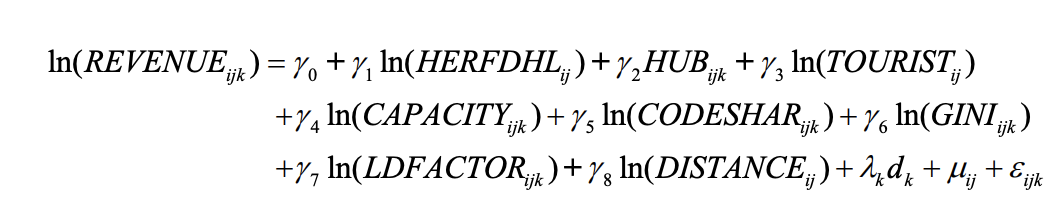 ln(REVENUE_ijk) = γ_0 + γ_1 ln(HERFDHL_ij) + γ_2 HUB_ijk + γ_3 ln(TOURIST_ij)
+γ_4 ln(CAPACITY_ijk) + γ_5 ln(CODESHAR_ijk) + γ_6 ln(GINI_ijk)
+γ_7 ln(LDFACTOR_ijk) + γ_8 ln(DISTANCE_ij) + λ_k d_k + μ_ij + ε_ijk